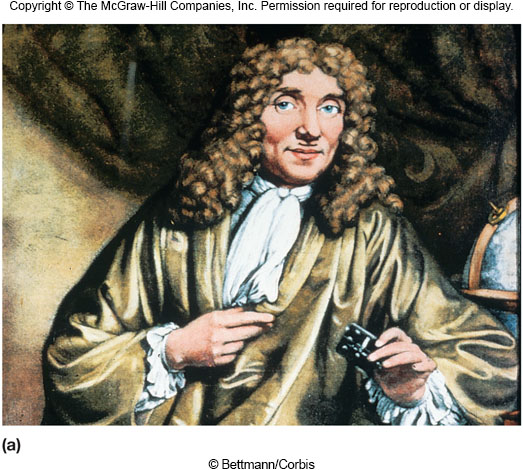 Copyright © The McGraw-Hill Companies, Inc. Permission required for reproduction or display.
(a)
© Bettmann/Corbis